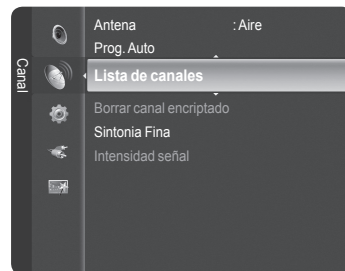 Canal
Antena : Aire
Prog. Auto
Lista de canales
Borrar canal encriptado
Sintonia Fina
Intensidad señal